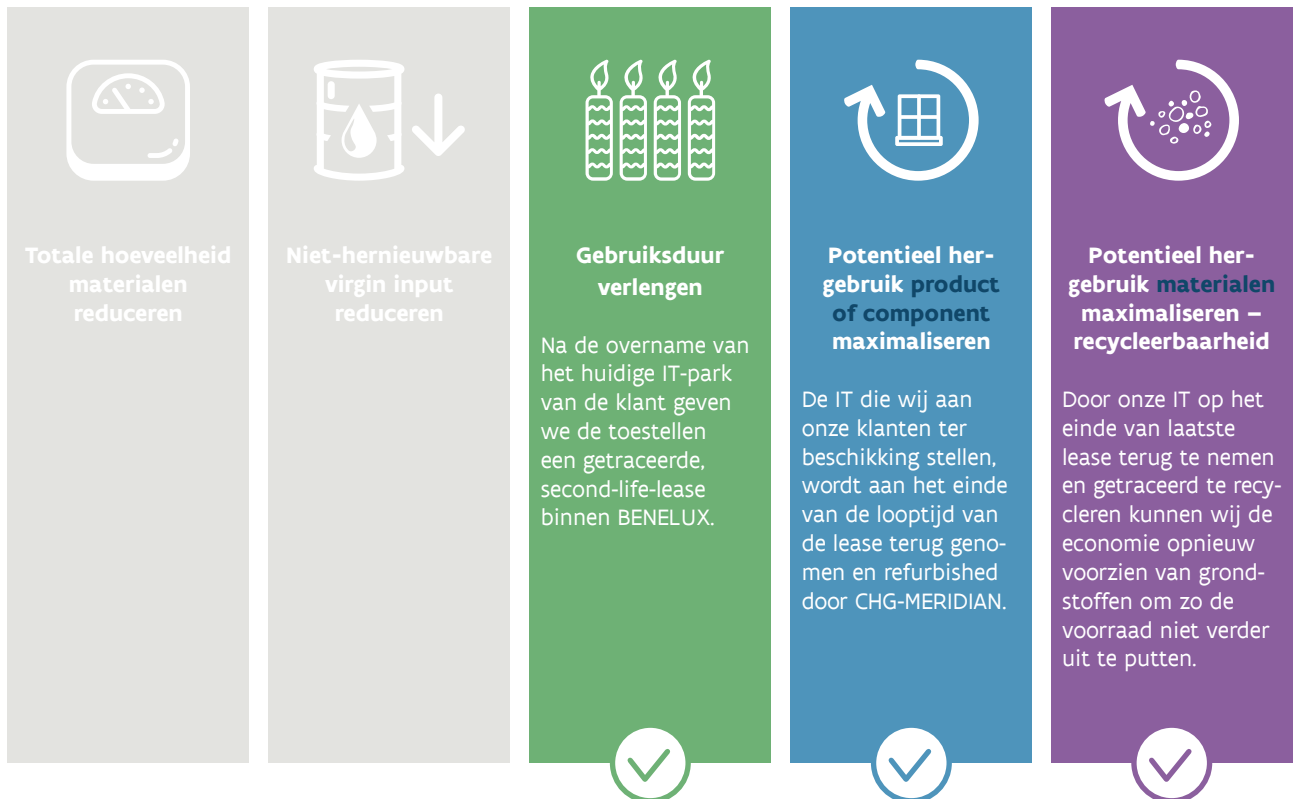 Totale hoeveelheid
materialen
reduceren
Niet-hernieuwbare
virgin input
reduceren
Gebruiksduur
verlengen
Na de overname van
het huidige IT-park
van de klant geven
we de toestellen
een getraceerde,
second-life-lease
binnen BENELUX.
Potentieel her-
gebruik product
of component
maximaliseren
De IT die wij aan
onze klanten ter
beschikking stellen,
wordt aan het einde
van de looptijd van
de lease terug geno-
men en refurbished
door CHG-MERIDIAN.
Potentieel her-
gebruik materialen
maximaliseren –
recycleerbaarheid
Door onze IT op het
einde van laatste
lease terug te nemen
en getraceerd te recy-
cleren kunnen wij de
economie opnieuw
voorzien van grond-
stoffen om zo de
voorraad niet verder
uit te putten.